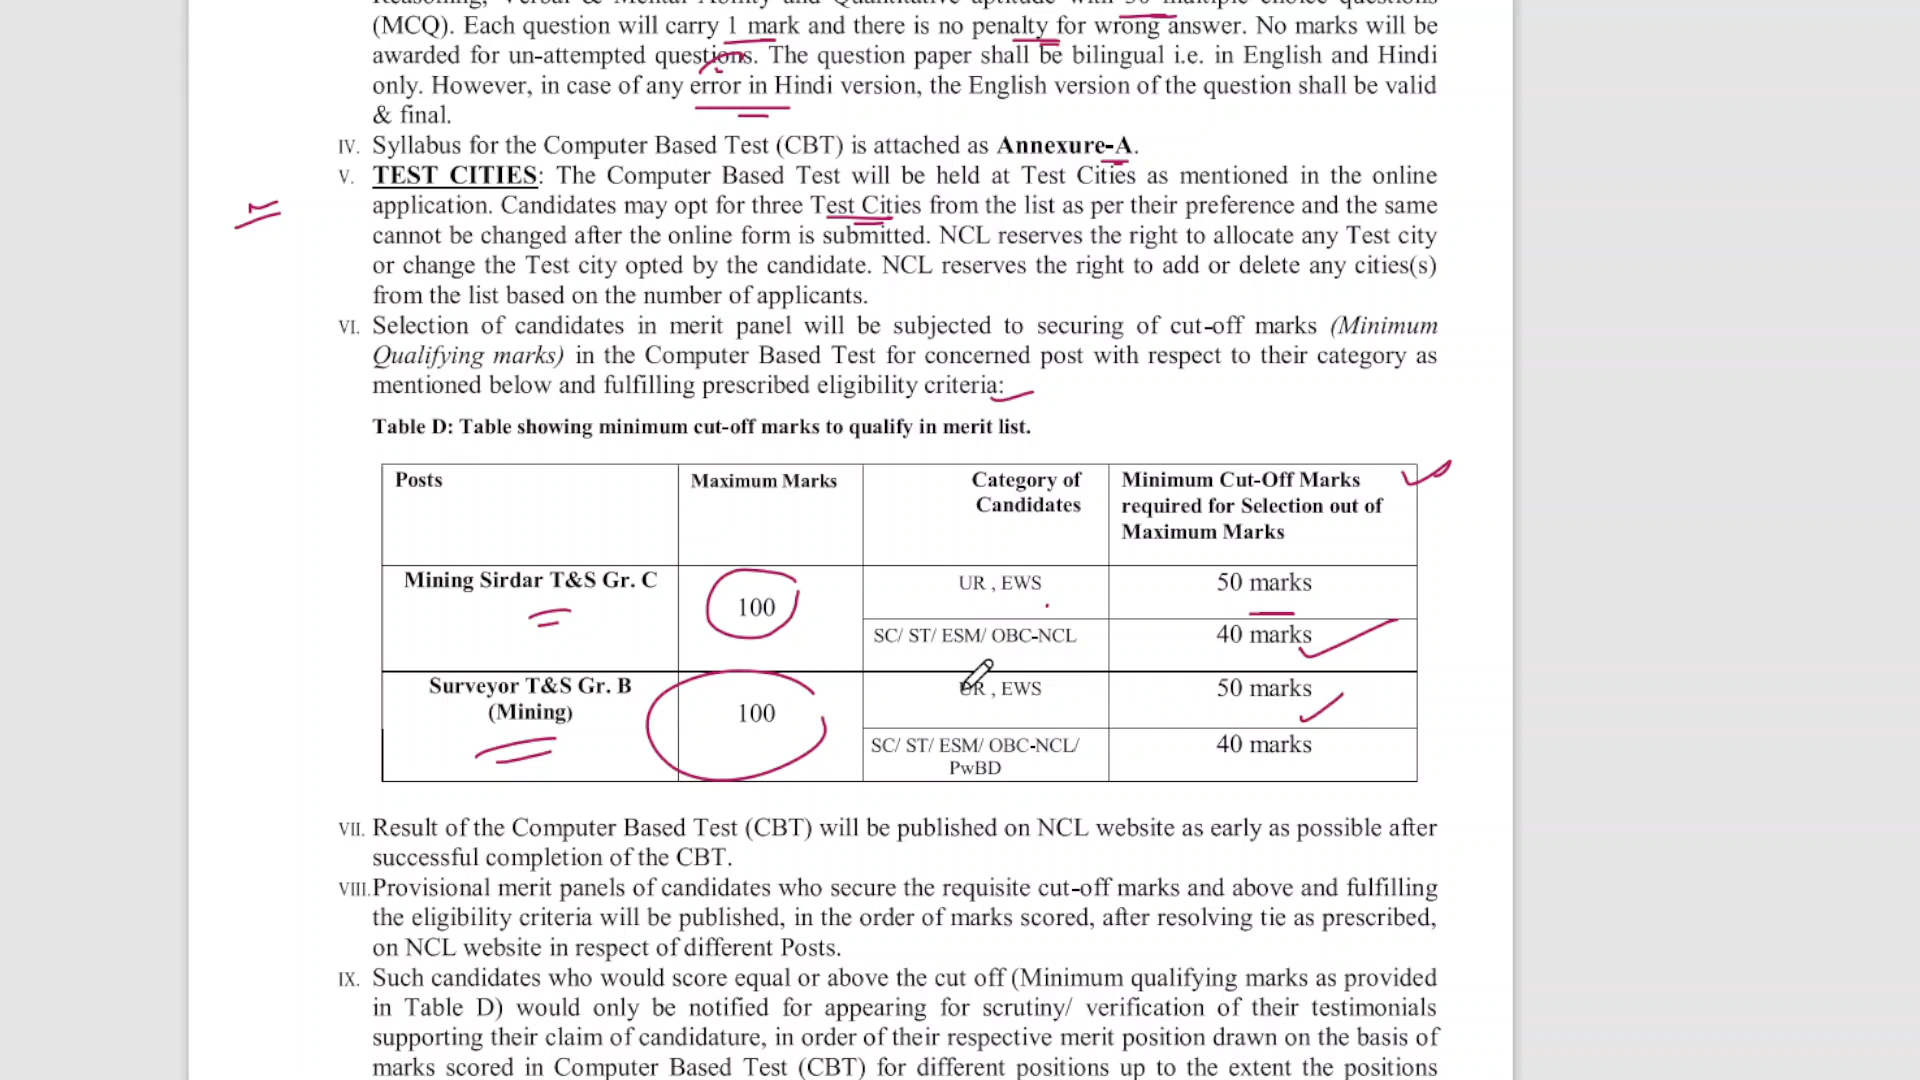 Reasoning, Verbal & Mental Ability and Quantitative aptitude with 30 multiple choice questions
(MCQ). Each question will carry 1 mark and there is no penalty for wrong answer. No marks will be
awarded for un-attempted questions. The question paper shall be bilingual i.e. in English and Hindi
only. However, in case of any error in Hindi version, the English version of the question shall be valid
& final.
IV. Syllabus for the Computer Based Test (CBT) is attached as Annexure-A.
V. TEST CITIES: The Computer Based Test will be held at Test Cities as mentioned in the online
application. Candidates may opt for three Test Cities from the list as per their preference and the same
cannot be changed after the online form is submitted. NCL reserves the right to allocate any Test city
or change the Test city opted by the candidate. NCL reserves the right to add or delete any cities(s)
from the list based on the number of applicants.
VI. Selection of candidates in merit panel will be subjected to securing of cut-off marks (Minimum
Qualifying marks) in the Computer Based Test for concerned post with respect to their category as
mentioned below and fulfilling prescribed eligibility criteria:
Table D: Table showing minimum cut-off marks to qualify in merit list.
Posts Maximum Marks Category of Candidates Minimum Cut-Off Marks
required for Selection out of
Maximum Marks
Mining Sirdar T&S Gr. C 100 UR , EWS 50 marks
SC/ ST/ ESM/ OBC-NCL 40 marks
Surveyor T&S Gr. B
(Mining) 100 UR , EWS 50 marks
SC/ ST/ ESM/ OBC-NCL/
PwBD 40 marks
VII. Result of the Computer Based Test (CBT) will be published on NCL website as early as possible after
successful completion of the CBT.
VIII. Provisional merit panels of candidates who secure the requisite cut-off marks and above and fulfilling
the eligibility criteria will be published, in the order of marks scored, after resolving tie as prescribed,
on NCL website in respect of different Posts.
IX. Such candidates who would score equal or above the cut off (Minimum qualifying marks as provided
in Table D) would only be notified for appearing for scrutiny/ verification of their testimonials
supporting their claim of candidature, in order of their respective merit position drawn on the basis of
marks scored in Computer Based Test (CBT) for different positions up to the extent the positions